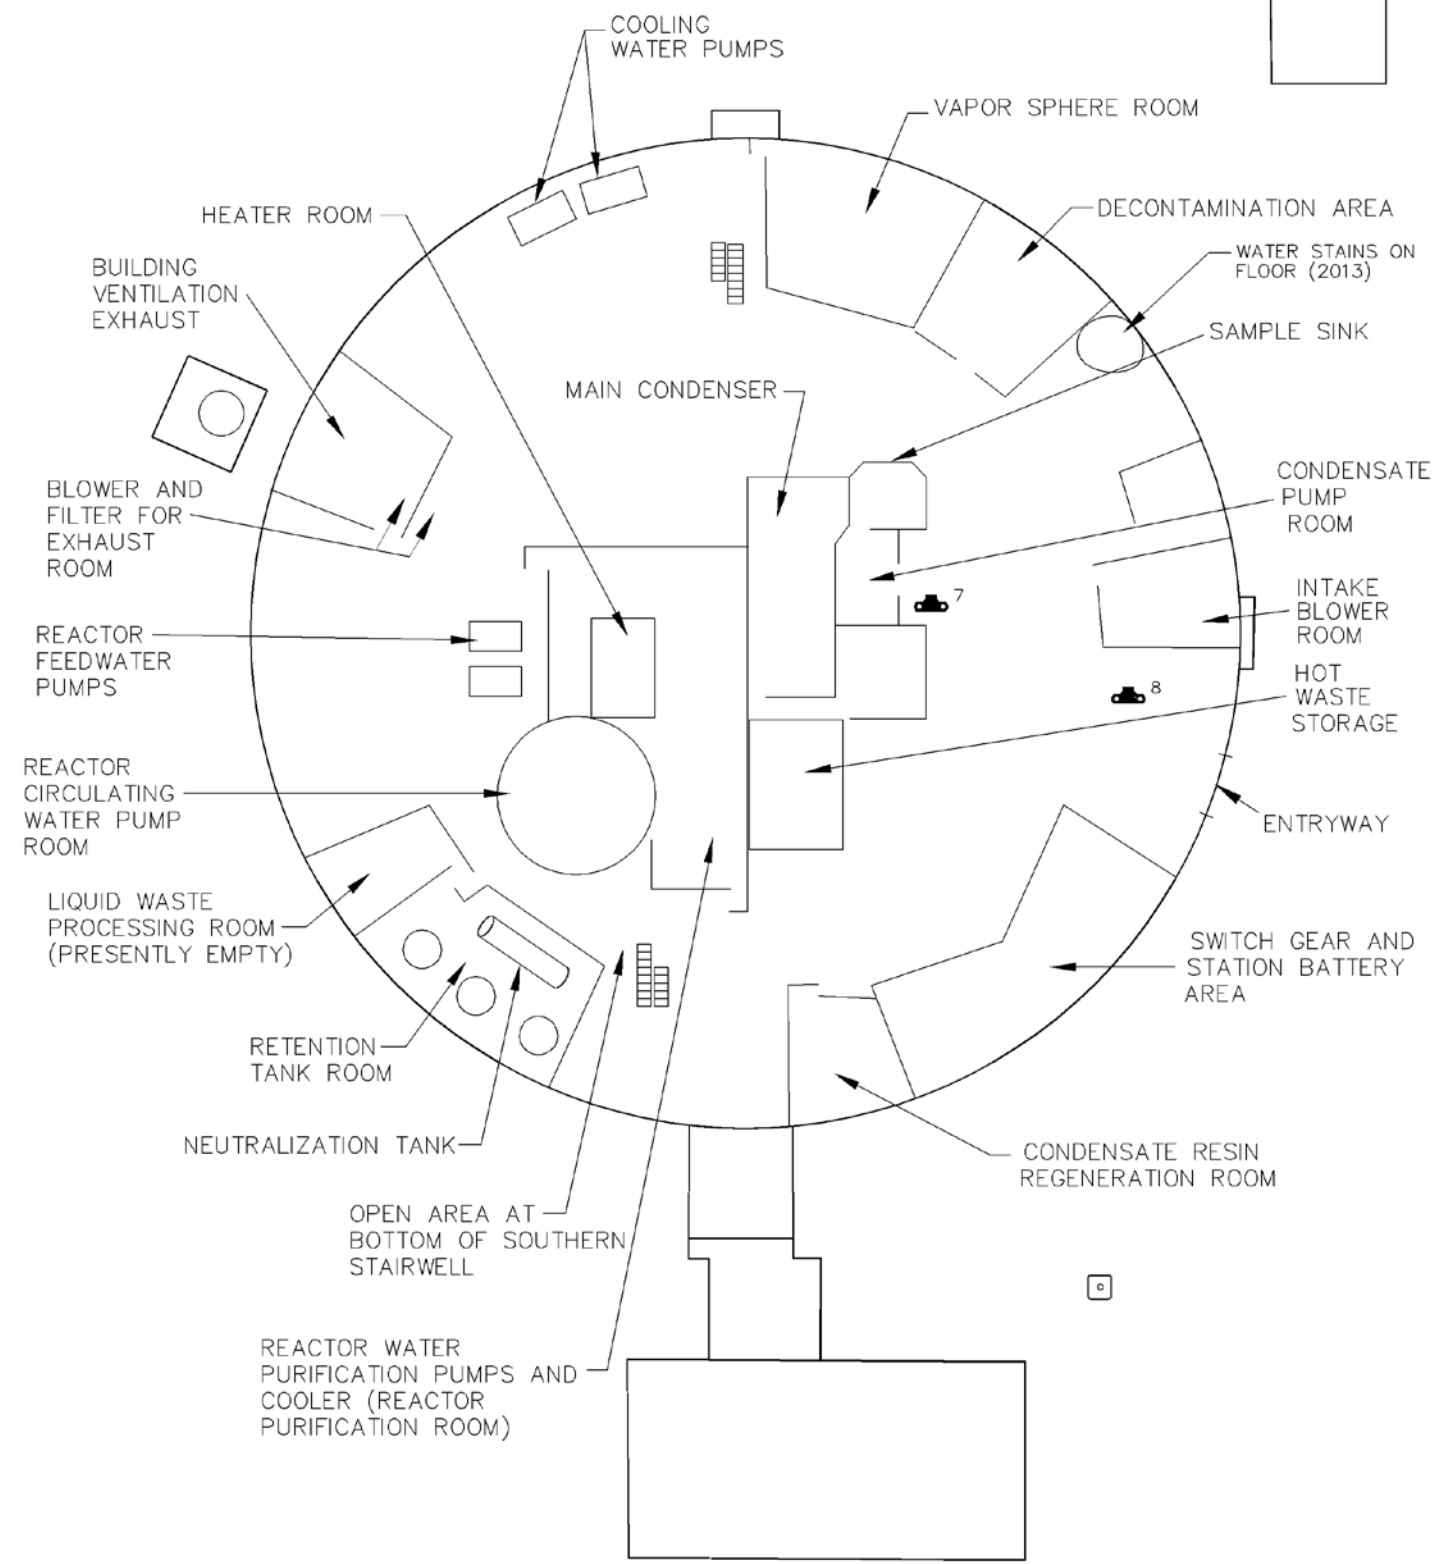 COOLING
WATER PUMPS
VAPOR SPHERE ROOM
HEATER ROOM
DECONTAMINATION AREA
WATER STAINS ON
FLOOR (2013)
BUILDING
VENTILATION
EXHAUST
SAMPLE SINK
MAIN CONDENSER
CONDENSATE
PUMP
ROOM
BLOWER AND
FILTER FOR
EXHAUST
ROOM
7
INTAKE
BLOWER
ROOM
REACTOR
FEEDWATER
PUMPS
8
HOT
WASTE
STORAGE
REACTOR
CIRCULATING
WATER PUMP
ROOM
ENTRYWAY
LIQUID WASTE
PROCESSING ROOM
(PRESENTLY EMPTY)
SWITCH GEAR AND
STATION BATTERY
AREA
RETENTION
TANK ROOM
NEUTRALIZATION TANK
CONDENSATE RESIN
REGENERATION ROOM
OPEN AREA AT
BOTTOM OF SOUTHERN
STAIRWELL
REACTOR WATER
PURIFICATION PUMPS AND
COOLER (REACTOR
PURIFICATION ROOM)